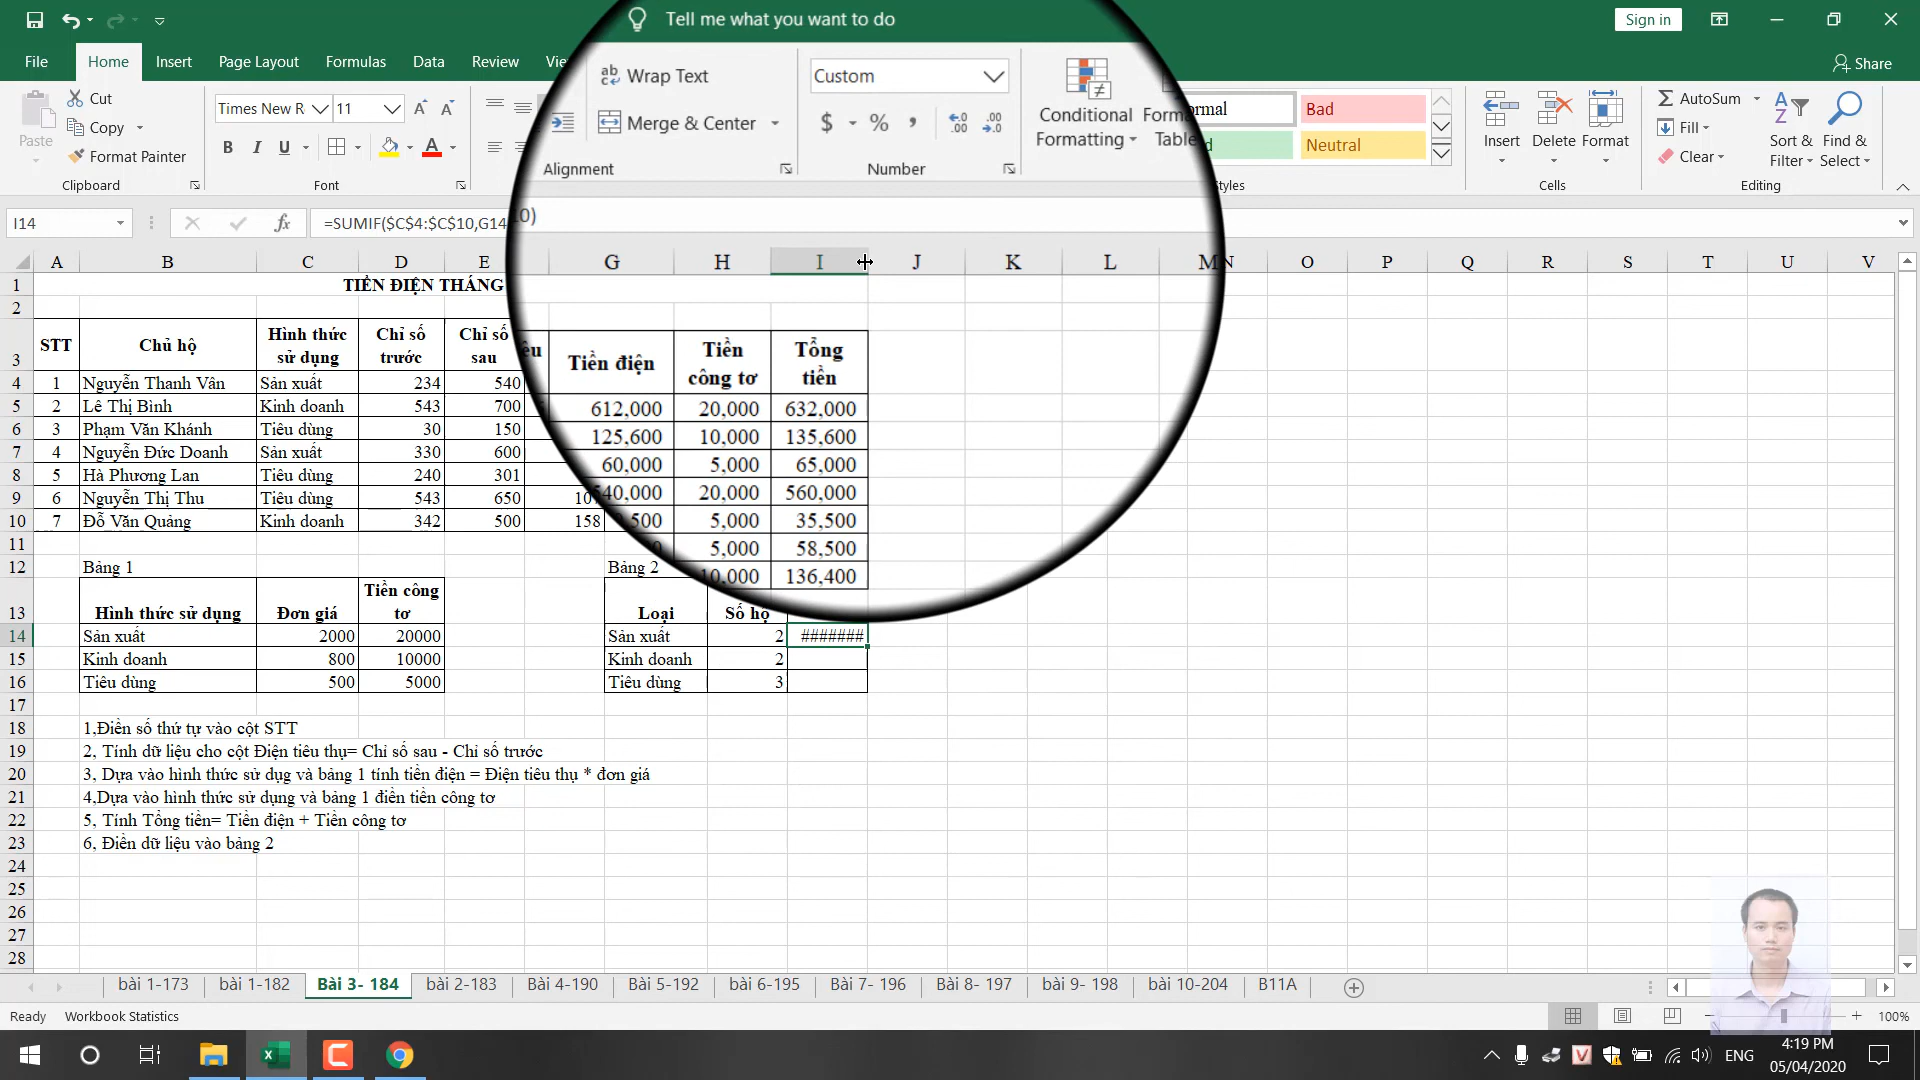 Tell me what you want to do
Sign in
File Home Insert Page Layout Formulas Data Review
Share
Cut
Copy
Format Painter
Paste
Clipboard
Times New R 11
B I U
Font
Wrap Text
Merge & Center
Alignment
Custom
$ % ,
Number
Conditional
Formatting
Bad
Neutral
Insert Delete Format
Cells
AutoSum
Fill
Clear
Sort &
Filter
Find &
Select
Editing
I14 fx =SUMIF($C$4:$C$10,G14
A B C D E G H I J K L M N O P Q R S T U V
1 TIỀN ĐIỆN THÁNG
2
3 STT Chủ hộ Hình thức sử dụng Chỉ số trước Chỉ số sau Tiền điện Tiền công tơ Tổng tiền
4 1 Nguyễn Thanh Vân Sản xuất 234 540 612,000 20,000 632,000
5 2 Lê Thị Bình Kinh doanh 543 700 125,600 10,000 135,600
6 3 Phạm Văn Khánh Tiêu dùng 30 150 60,000 5,000 65,000
7 4 Nguyễn Đức Doanh Sản xuất 330 600 540,000 20,000 560,000
8 5 Hà Phương Lan Tiêu dùng 240 301 5,000 35,500
9 6 Nguyễn Thị Thu Tiêu dùng 543 650 5,000 58,500
10 7 Đỗ Văn Quảng Kinh doanh 342 500 158 10,000 136,400
11
12 Bảng 1 Bảng 2
13 Hình thức sử dụng Đơn giá Tiền công tơ Loại Số hộ
14 Sản xuất 2000 20000 Sản xuất 2 #######
15 Kinh doanh 800 10000 Kinh doanh 2
16 Tiêu dùng 500 5000 Tiêu dùng 3
17
18 1,Điền số thứ tự vào cột STT
19 2, Tính dữ liệu cho cột Điện tiêu thụ= Chỉ số sau - Chỉ số trước
20 3, Dựa vào hình thức sử dụg và bảng 1 tính tiền điện = Điện tiêu thụ * đơn giá
21 4,Dựa vào hình thức sử dụng và bảng 1 điền tiền công tơ
22 5, Tính Tổng tiền= Tiền điện + Tiền công tơ
23 6, Điền dữ liệu vào bảng 2
24
25
26
27
28
bài 1-173 bài 1-182 Bài 3- 184 bài 2-183 Bài 4-190 Bài 5-192 bài 6-195 Bài 7- 196 Bài 8- 197 bài 9- 198 bài 10-204 B11A
Ready Workbook Statistics 100%
ENG 4:19 PM
05/04/2020